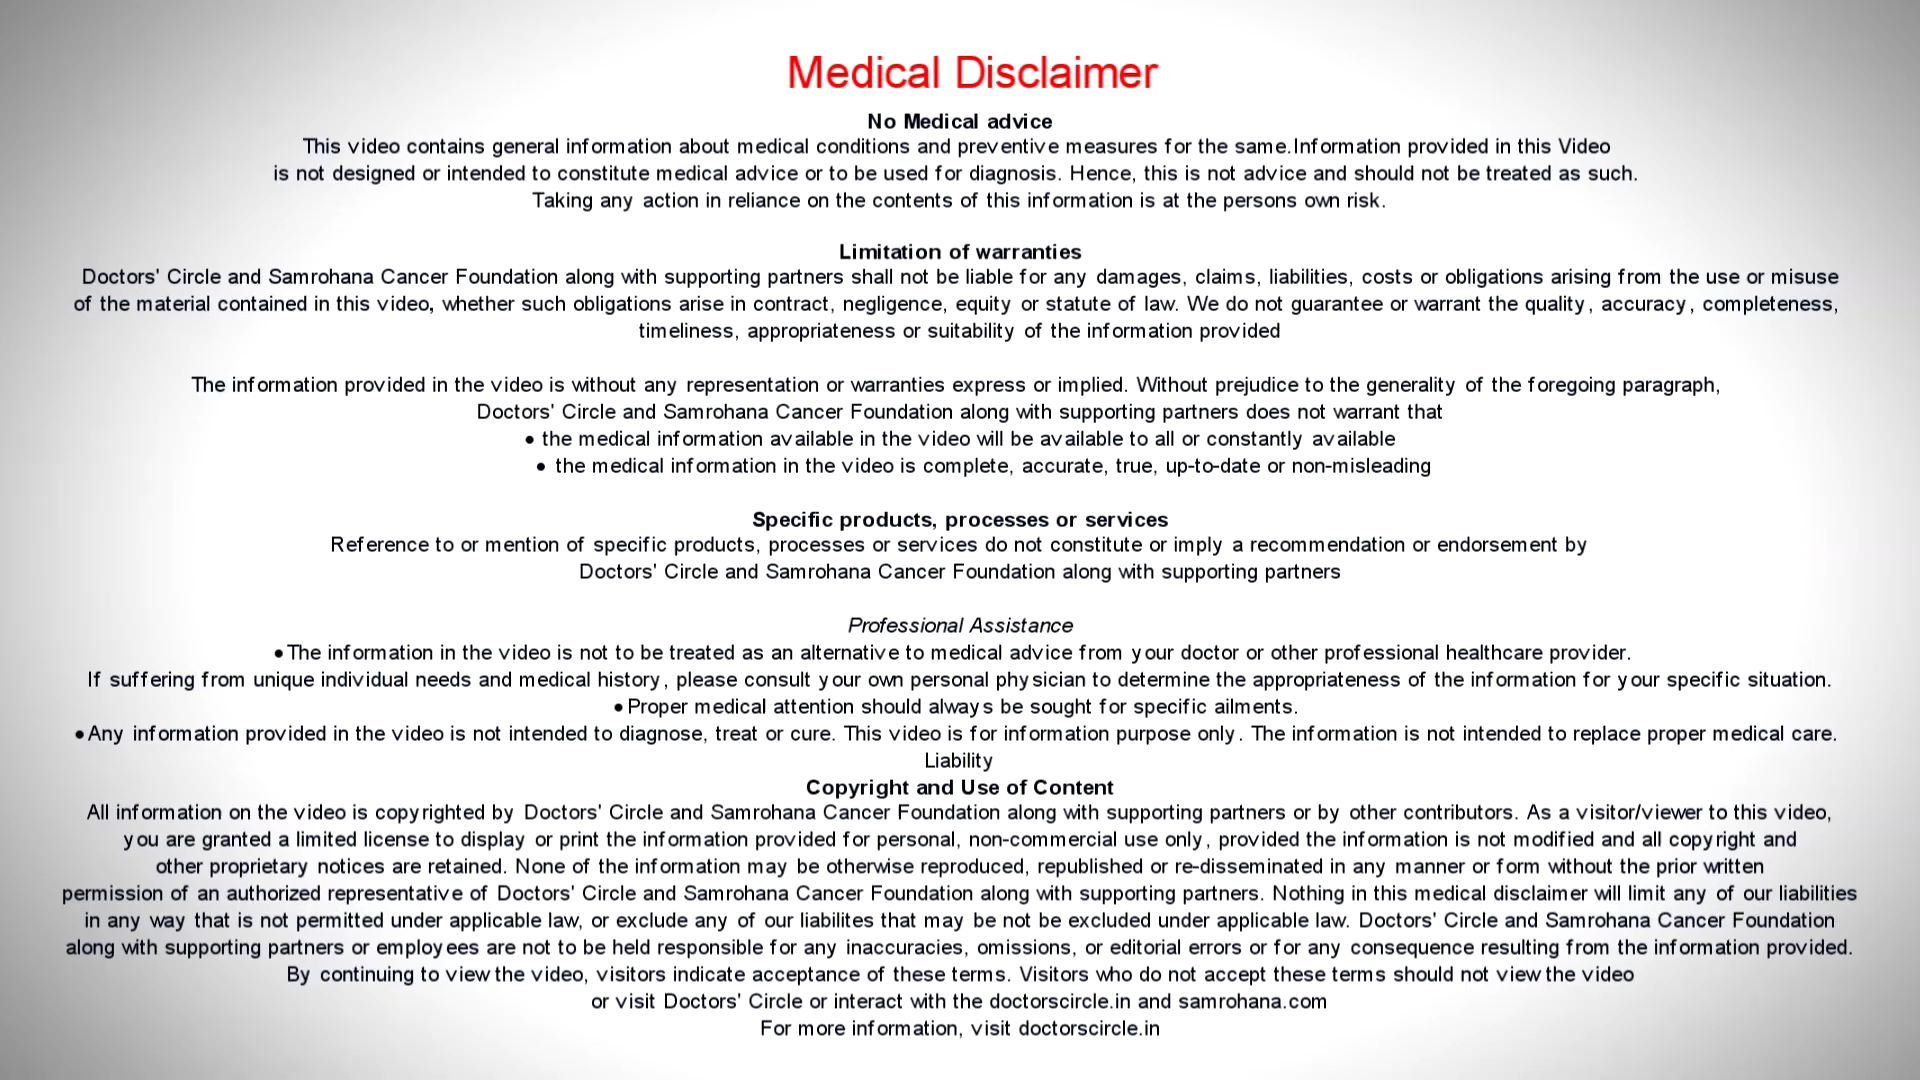 Medical Disclaimer
No Medical advice
This video contains general information about medical conditions and preventive measures for the same.Information provided in this Video
is not designed or intended to constitute medical advice or to be used for diagnosis. Hence, this is not advice and should not be treated as such.
Taking any action in reliance on the contents of this information is at the persons own risk.
Limitation of warranties
Doctors' Circle and Samrohana Cancer Foundation along with supporting partners shall not be liable for any damages, claims, liabilities, costs or obligations arising from the use or misuse
of the material contained in this video, whether such obligations arise in contract, negligence, equity or statute of law. We do not guarantee or warrant the quality, accuracy, completeness,
timeliness, appropriateness or suitability of the information provided
The information provided in the video is without any representation or warranties express or implied. Without prejudice to the generality of the foregoing paragraph,
Doctors' Circle and Samrohana Cancer Foundation along with supporting partners does not warrant that
• the medical information available in the video will be available to all or constantly available
• the medical information in the video is complete, accurate, true, up-to-date or non-misleading
Specific products, processes or services
Reference to or mention of specific products, processes or services do not constitute or imply a recommendation or endorsement by
Doctors' Circle and Samrohana Cancer Foundation along with supporting partners
Professional Assistance
•The information in the video is not to be treated as an alternative to medical advice from your doctor or other professional healthcare provider.
If suffering from unique individual needs and medical history, please consult your own personal physician to determine the appropriateness of the information for your specific situation.
•Proper medical attention should always be sought for specific ailments.
•Any information provided in the video is not intended to diagnose, treat or cure. This video is for information purpose only. The information is not intended to replace proper medical care.
Liability
Copyright and Use of Content
All information on the video is copyrighted by Doctors' Circle and Samrohana Cancer Foundation along with supporting partners or by other contributors. As a visitor/viewer to this video,
you are granted a limited license to display or print the information provided for personal, non-commercial use only, provided the information is not modified and all copyright and
other proprietary notices are retained. None of the information may be otherwise reproduced, republished or re-disseminated in any manner or form without the prior written
permission of an authorized representative of Doctors' Circle and Samrohana Cancer Foundation along with supporting partners. Nothing in this medical disclaimer will limit any of our liabilities
in any way that is not permitted under applicable law, or exclude any of our liabilites that may be not be excluded under applicable law. Doctors' Circle and Samrohana Cancer Foundation
along with supporting partners or employees are not to be held responsible for any inaccuracies, omissions, or editorial errors or for any consequence resulting from the information provided.
By continuing to view the video, visitors indicate acceptance of these terms. Visitors who do not accept these terms should not view the video
or visit Doctors' Circle or interact with the doctorscircle.in and samrohana.com
For more information, visit doctorscircle.in